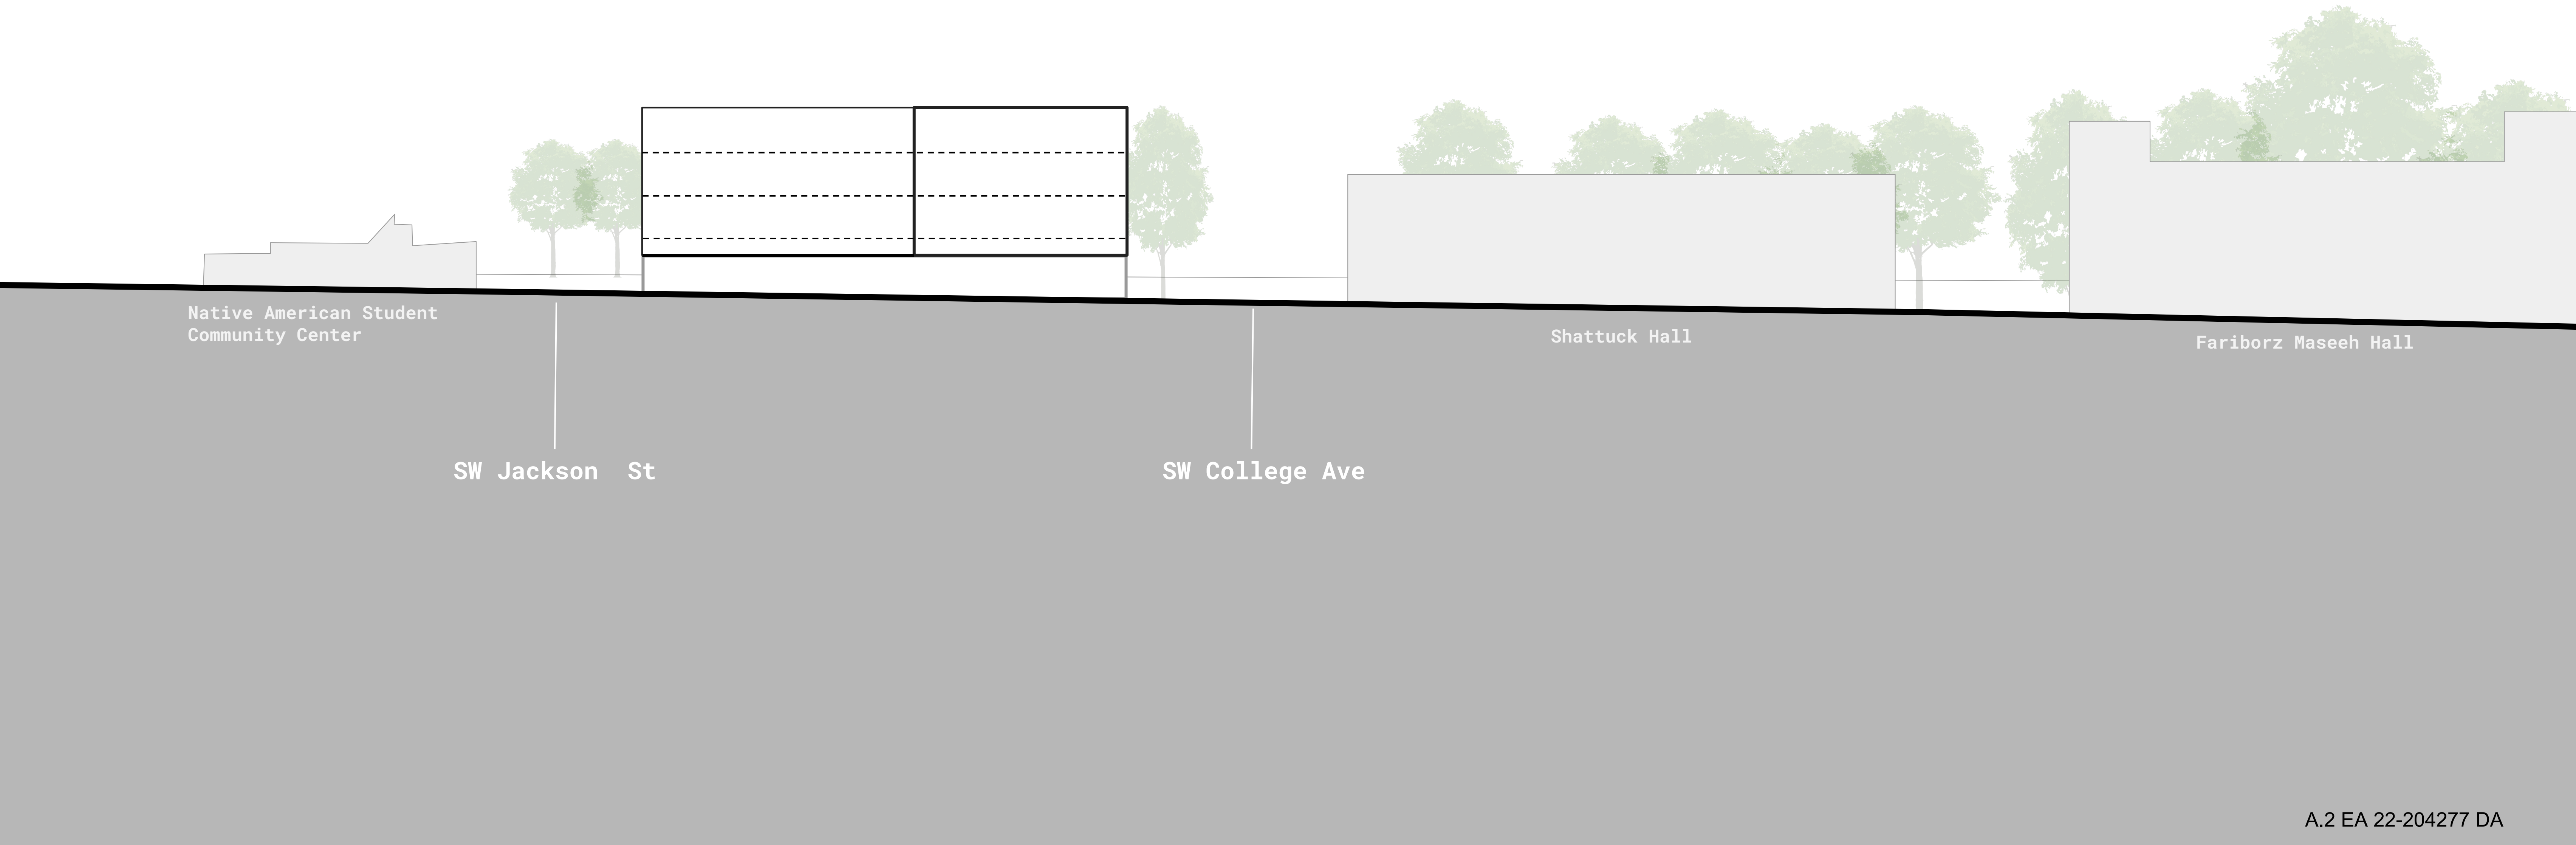 Native American Student
Community Center
Shattuck Hall
Fariborz Maseeh Hall
SW Jackson  St
SW College Ave
A.2 EA 22-204277 DA